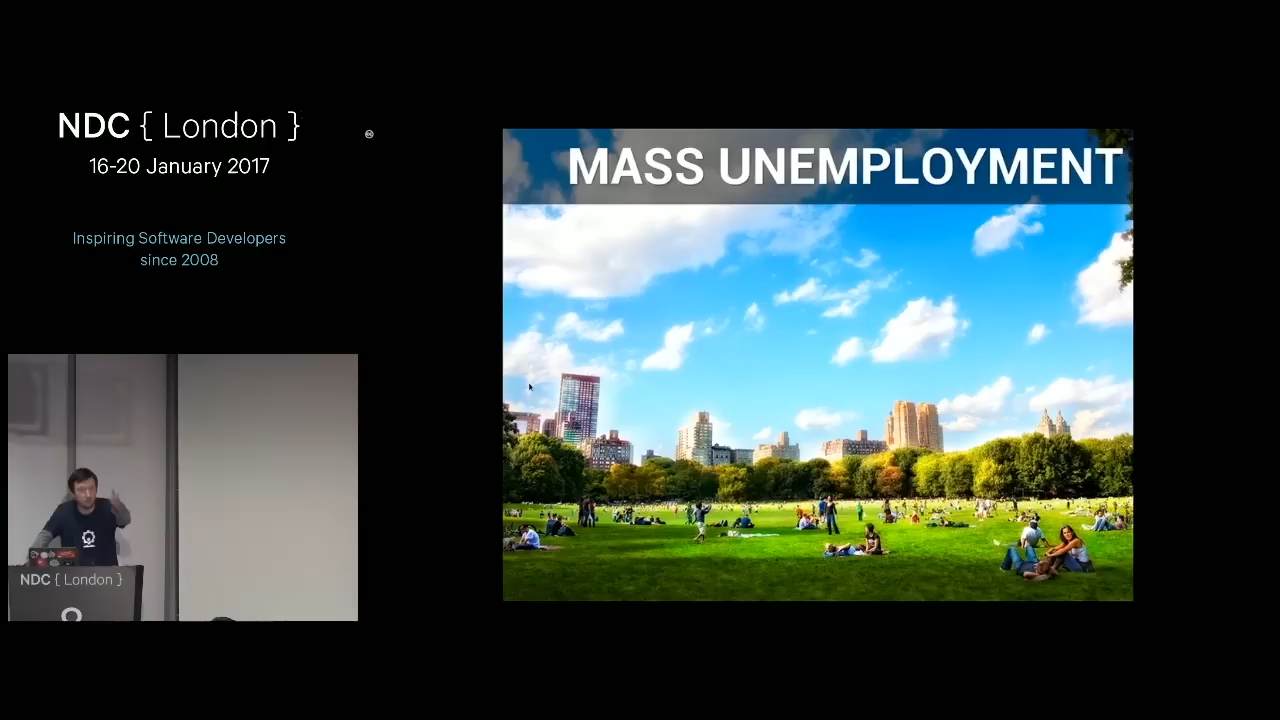 NDC { London }
16-20 January 2017
Inspiring Software Developers
since 2008
MASS UNEMPLOYMENT
NDC { London }